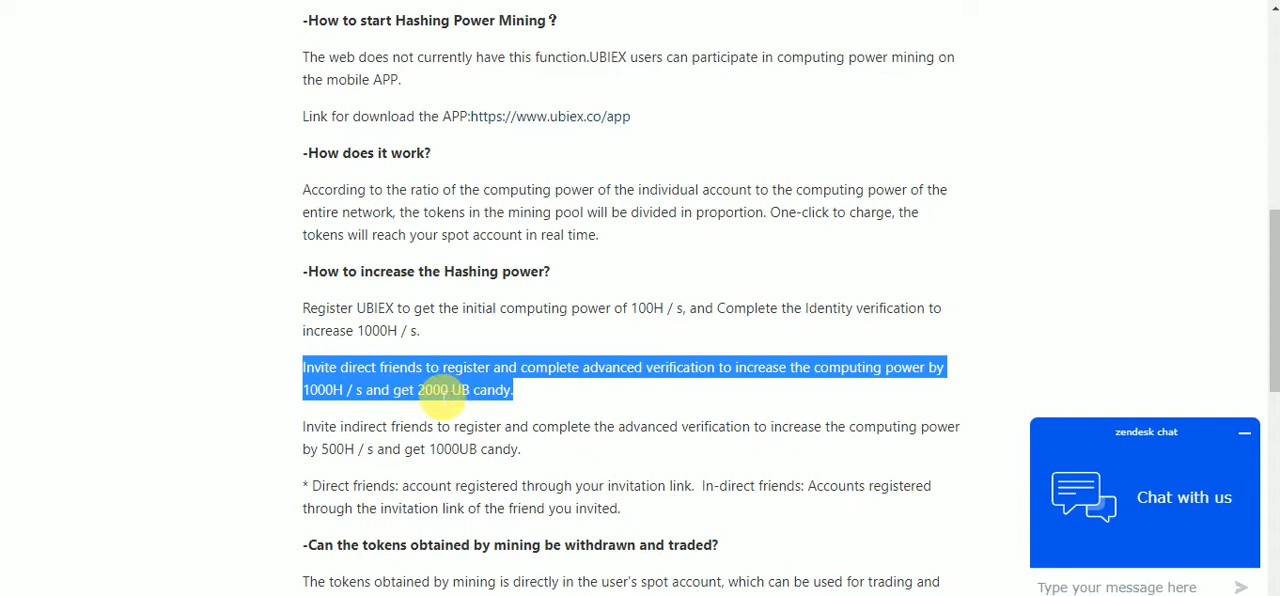 -How to start Hashing Power Mining？
The web does not currently have this function.UBIEX users can participate in computing power mining on
the mobile APP.
Link for download the APP:https://www.ubiex.co/app
-How does it work?
According to the ratio of the computing power of the individual account to the computing power of the
entire network, the tokens in the mining pool will be divided in proportion. One-click to charge, the
tokens will reach your spot account in real time.
-How to increase the Hashing power?
Register UBIEX to get the initial computing power of 100H / s, and Complete the Identity verification to
increase 1000H / s.
Invite direct friends to register and complete advanced verification to increase the computing power by
1000H / s and get 2000 UB candy.
Invite indirect friends to register and complete the advanced verification to increase the computing power
by 500H / s and get 1000UB candy.
* Direct friends: account registered through your invitation link. In-direct friends: Accounts registered
through the invitation link of the friend you invited.
-Can the tokens obtained by mining be withdrawn and traded?
The tokens obtained by mining is directly in the user's spot account, which can be used for trading and
zendesk chat
Chat with us
Type your message here